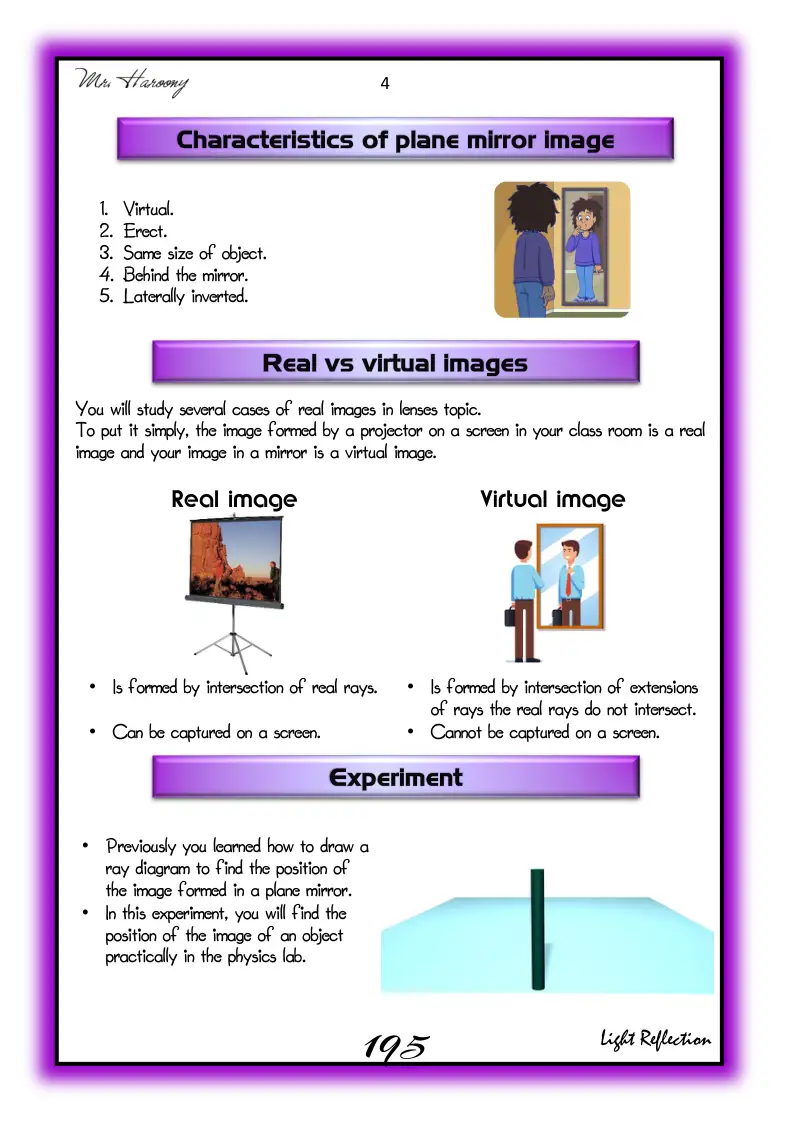 Mr. Haroony
4
Characteristics of plane mirror image
1. Virtual.
2. Erect.
3. Same size of object.
4. Behind the mirror.
5. Laterally inverted.
Real vs virtual images
You will study several cases of real images in lenses topic.
To put it simply, the image formed by a projector on a screen in your class room is a real
image and your image in a mirror is a virtual image.
Real image
Virtual image
• Is formed by intersection of real rays.
• Can be captured on a screen.
• Is formed by intersection of extensions
of rays the real rays do not intersect.
• Cannot be captured on a screen.
Experiment
• Previously you learned how to draw a
ray diagram to find the position of
the image formed in a plane mirror.
• In this experiment, you will find the
position of the image of an object
practically in the physics lab.
195
Light Reflection